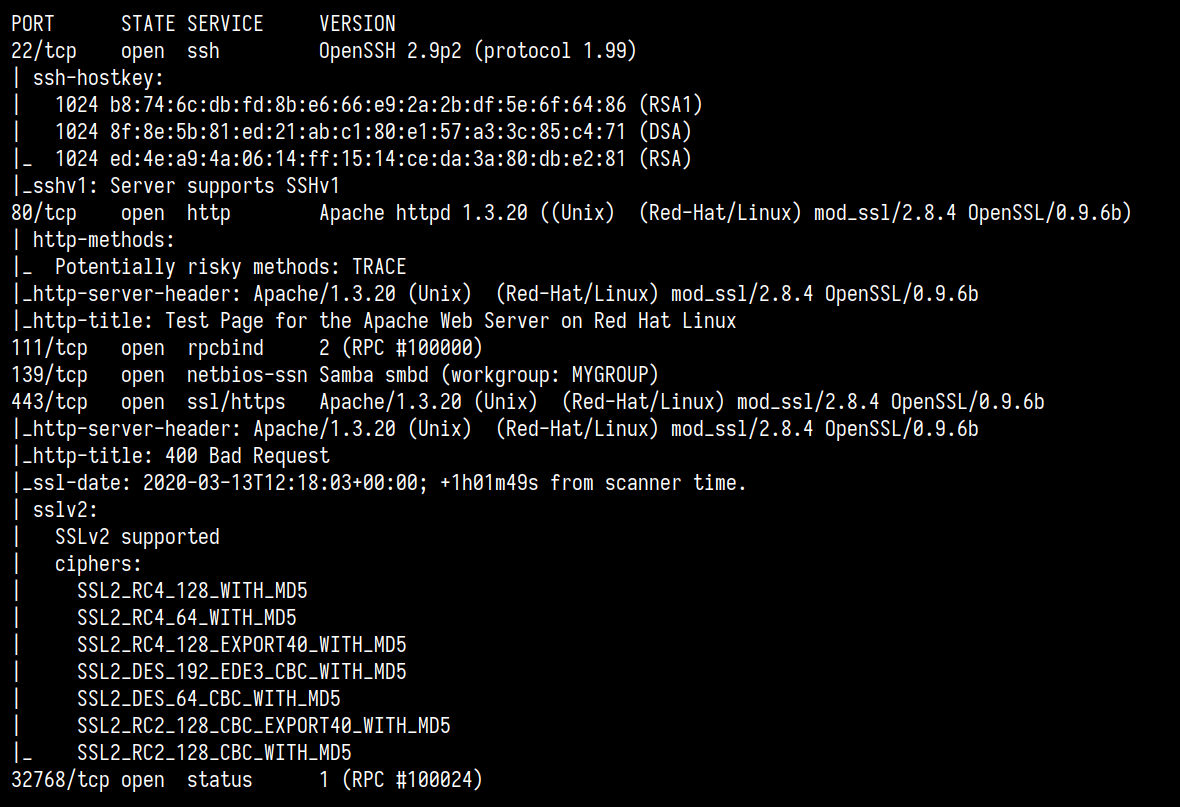 PORT      STATE SERVICE     VERSION
22/tcp    open  ssh         OpenSSH 2.9p2 (protocol 1.99)
| ssh-hostkey:
|   1024 b8:74:6c:db:fd:8b:e6:66:e9:2a:2b:df:5e:6f:64:86 (RSA1)
|   1024 8f:8e:5b:81:ed:21:ab:c1:80:e1:57:a3:3c:85:c4:71 (DSA)
|_  1024 ed:4e:a9:4a:06:14:ff:15:14:ce:da:3a:80:db:e2:81 (RSA)
|_sshv1: Server supports SSHv1
80/tcp    open  http        Apache httpd 1.3.20 ((Unix)  (Red-Hat/Linux) mod_ssl/2.8.4 OpenSSL/0.9.6b)
| http-methods:
|_  Potentially risky methods: TRACE
|_http-server-header: Apache/1.3.20 (Unix)  (Red-Hat/Linux) mod_ssl/2.8.4 OpenSSL/0.9.6b
|_http-title: Test Page for the Apache Web Server on Red Hat Linux
111/tcp   open  rpcbind     2 (RPC #100000)
139/tcp   open  netbios-ssn Samba smbd (workgroup: MYGROUP)
443/tcp   open  ssl/https   Apache/1.3.20 (Unix)  (Red-Hat/Linux) mod_ssl/2.8.4 OpenSSL/0.9.6b
|_http-server-header: Apache/1.3.20 (Unix)  (Red-Hat/Linux) mod_ssl/2.8.4 OpenSSL/0.9.6b
|_http-title: 400 Bad Request
|_ssl-date: 2020-03-13T12:18:03+00:00; +1h01m49s from scanner time.
| sslv2:
|   SSLv2 supported
|   ciphers:
|     SSL2_RC4_128_WITH_MD5
|     SSL2_RC4_64_WITH_MD5
|     SSL2_RC4_128_EXPORT40_WITH_MD5
|     SSL2_DES_192_EDE3_CBC_WITH_MD5
|     SSL2_DES_64_CBC_WITH_MD5
|     SSL2_RC2_128_CBC_EXPORT40_WITH_MD5
|_    SSL2_RC2_128_CBC_WITH_MD5
32768/tcp open  status      1 (RPC #100024)